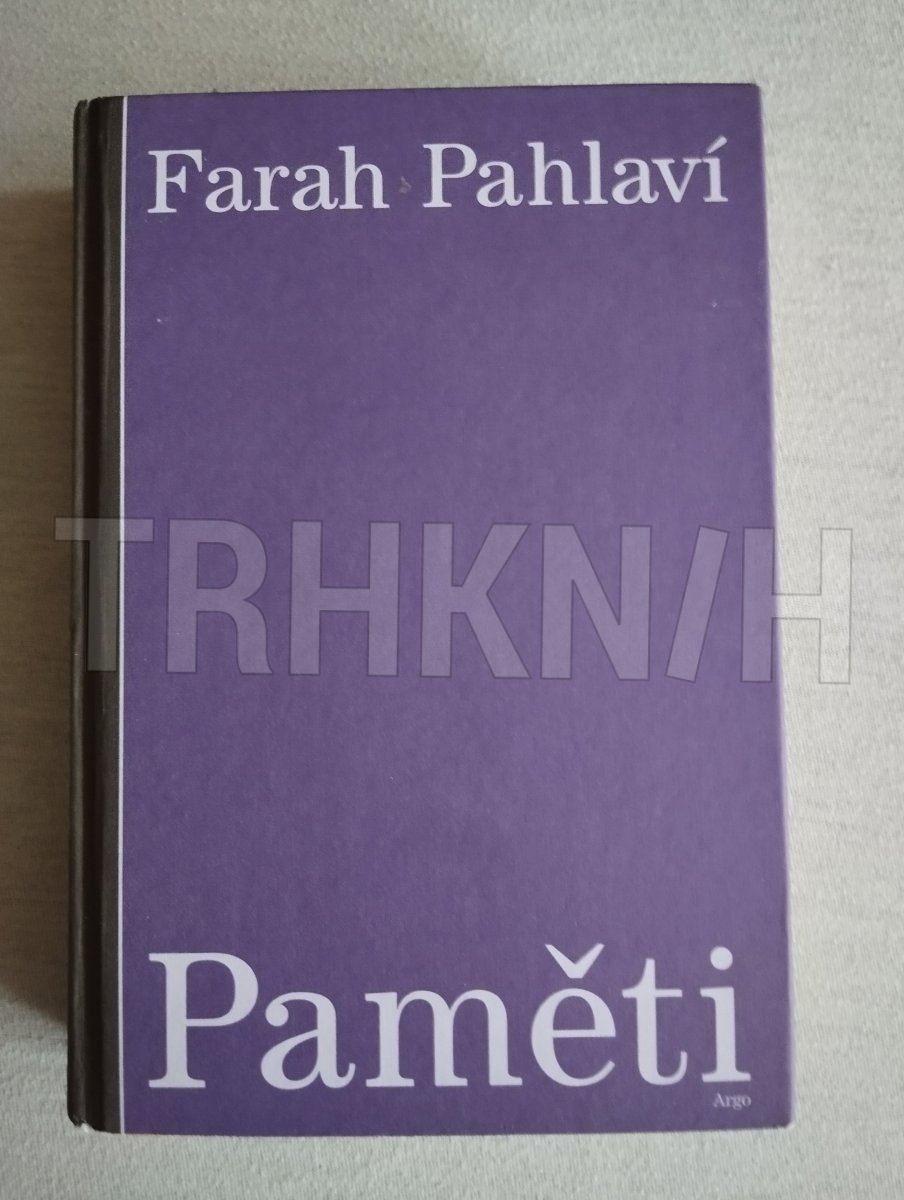 Farah Pahlaví
TRHKNIH
Paměti
Argo